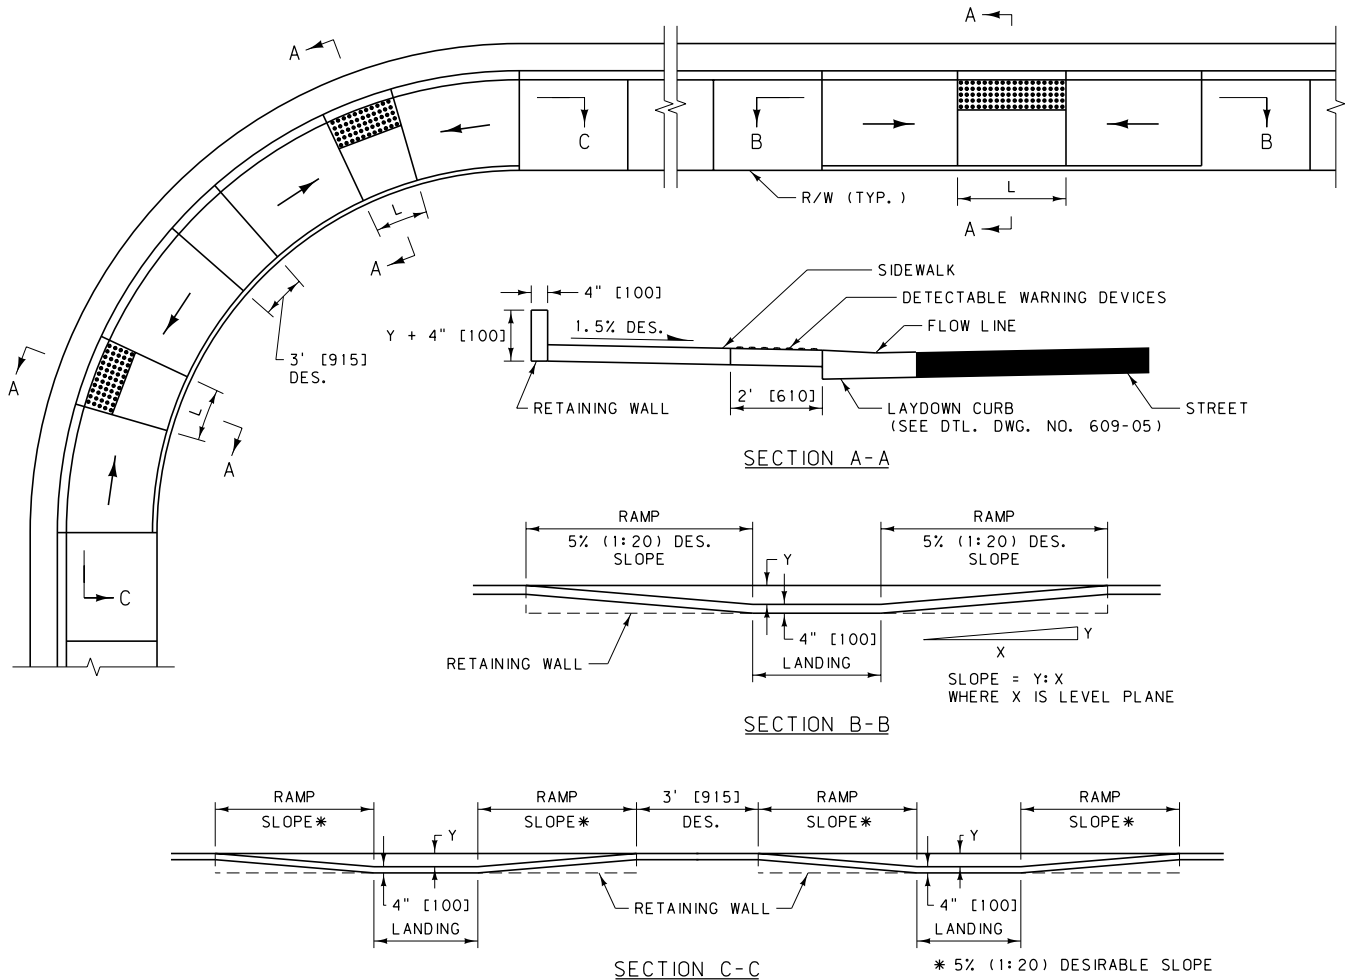 A
A
C
B
B
R/W (TYP.)
L
A
L
A
3' [915]
DES.
A
L
A
C
4" [100]
Y + 4" [100]
1.5% DES.
SIDEWALK
DETECTABLE WARNING DEVICES
FLOW LINE
RETAINING WALL
2' [610]
LAYDOWN CURB
(SEE DTL. DWG. NO. 609-05)
STREET
SECTION A-A
RAMP
5% (1:20) DES.
SLOPE
RAMP
5% (1:20) DES.
SLOPE
Y
4" [100]
LANDING
RETAINING WALL
Y
X
SLOPE = Y:X
WHERE X IS LEVEL PLANE
SECTION B-B
RAMP
SLOPE*
RAMP
SLOPE*
3' [915]
DES.
RAMP
SLOPE*
RAMP
SLOPE*
Y
Y
4" [100]
LANDING
RETAINING WALL
4" [100]
LANDING
SECTION C-C
* 5% (1:20) DESIRABLE SLOPE